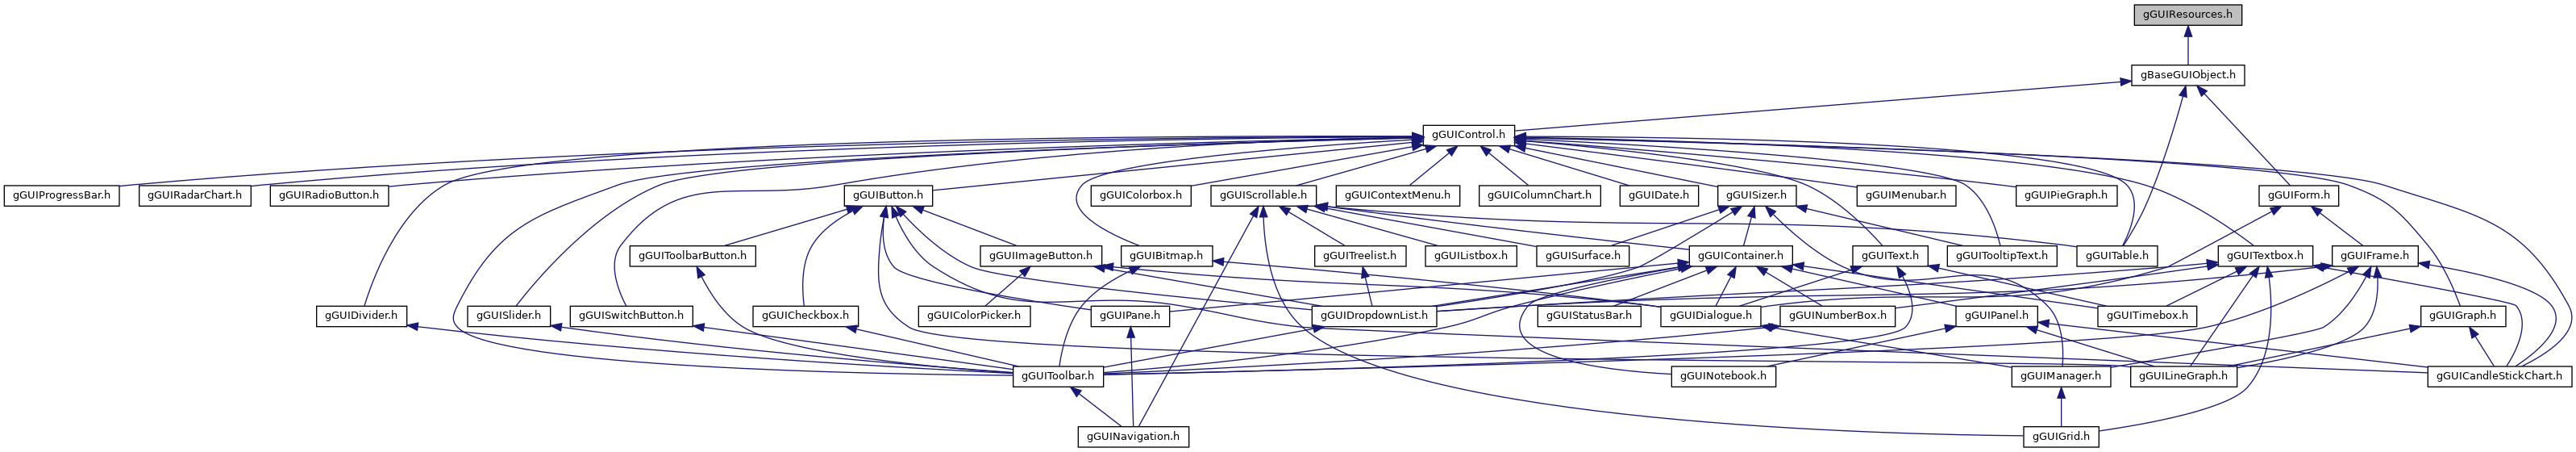 gGUIResources.h
gBaseGUIObject.h
gGUIControl.h
gGUIProgressBar.h
gGUIRadarChart.h
gGUIRadioButton.h
gGUIButton.h
gGUIColorbox.h
gGUIScrollable.h
gGUIContextMenu.h
gGUIColumnChart.h
gGUIDate.h
gGUISizer.h
gGUIMenubar.h
gGUIPieGraph.h
gGUIForm.h
gGUIToolbarButton.h
gGUIImageButton.h
gGUIBitmap.h
gGUITreelist.h
gGUIListbox.h
gGUISurface.h
gGUIContainer.h
gGUIText.h
gGUITooltipText.h
gGUITable.h
gGUITextbox.h
gGUIFrame.h
gGUIDivider.h
gGUISlider.h
gGUISwitchButton.h
gGUICheckbox.h
gGUIColorPicker.h
gGUIPane.h
gGUIDropdownList.h
gGUIStatusBar.h
gGUIDialogue.h
gGUINumberBox.h
gGUIPanel.h
gGUITimebox.h
gGUIGraph.h
gGUIToolbar.h
gGUINotebook.h
gGUIManager.h
gGUILineGraph.h
gGUICandleStickChart.h
gGUINavigation.h
gGUIGrid.h